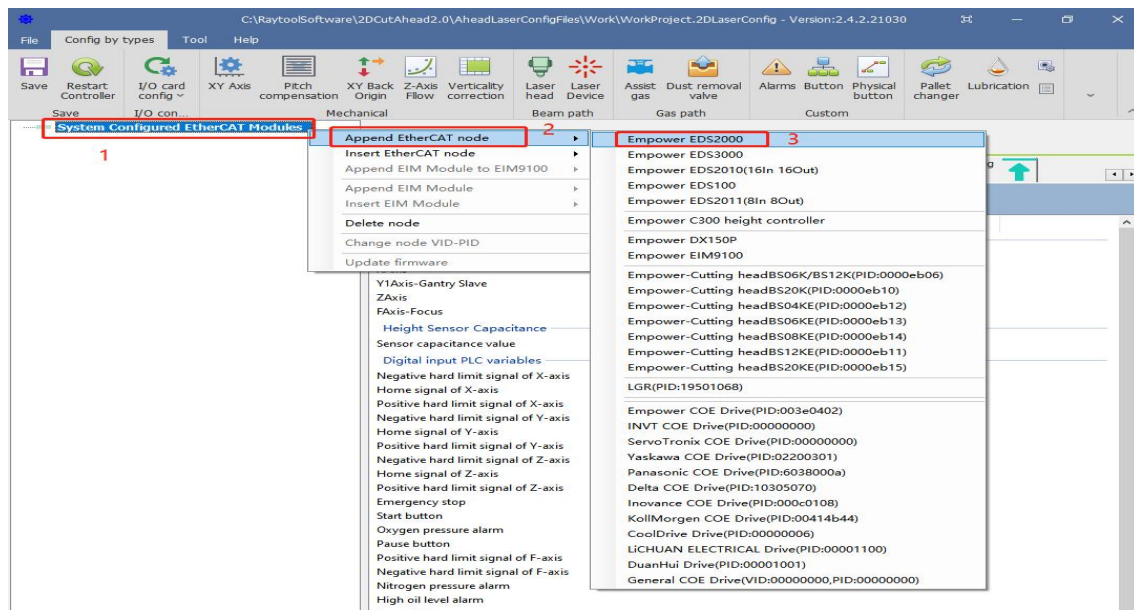 C:\RaytoolSoftware\2DCutAhead2.0\AheadLaserConfigFiles\Work\WorkProject.2DLaserConfig - Version:2.4.2.21030
File Config by types Tool Help
Save Restart Controller I/O card config XY Axis Pitch compensation XY Back Origin Z-Axis Fllow Verticality correction Laser head Laser Device Assist gas Dust removal valve Alarms Button Physical button Pallet changer Lubrication
Save I/O con... Mechanical Beam path Gas path Custom
System Configured EtherCAT Modules
1
2
Append EtherCAT node
Insert EtherCAT node
Append EIM Module to EIM9100
Append EIM Module
Insert EIM Module
Delete node
Change node VID-PID
Update firmware
Empower EDS2000
3
Empower EDS3000
Empower EDS2010(16In 16Out)
Empower EDS100
Empower EDS2011(8In 8Out)
Empower C300 height controller
Empower DX150P
Empower EIM9100
Empower-Cutting headBS06K/BS12K(PID:0000eb06)
Empower-Cutting headBS20K(PID:0000eb10)
Empower-Cutting headBS04KE(PID:0000eb12)
Empower-Cutting headBS06KE(PID:0000eb13)
Empower-Cutting headBS08KE(PID:0000eb14)
Empower-Cutting headBS12KE(PID:0000eb11)
Empower-Cutting headBS20KE(PID:0000eb15)
LGR(PID:19501068)
Empower COE Drive(PID:003e0402)
INVT COE Drive(PID:00000000)
ServoTronix COE Drive(PID:00000000)
Yaskawa COE Drive(PID:02200301)
Panasonic COE Drive(PID:6038000a)
Delta COE Drive(PID:10305070)
Inovance COE Drive(PID:000c0108)
KollMorgen COE Drive(PID:00414b44)
CoolDrive Drive(PID:00000006)
LiCHUAN ELECTRICAL Drive(PID:00001100)
DuanHui Drive(PID:00001001)
General COE Drive(VID:00000000,PID:00000000)
Y1Axis-Gantry Slave
ZAxis
FAxis-Focus
Height Sensor Capacitance
Sensor capacitance value
Digital input PLC variables
Negative hard limit signal of X-axis
Home signal of X-axis
Positive hard limit signal of X-axis
Negative hard limit signal of Y-axis
Home signal of Y-axis
Positive hard limit signal of Y-axis
Negative hard limit signal of Z-axis
Home signal of Z-axis
Positive hard limit signal of Z-axis
Emergency stop
Start button
Oxygen pressure alarm
Pause button
Positive hard limit signal of F-axis
Negative hard limit signal of F-axis
Nitrogen pressure alarm
High oil level alarm